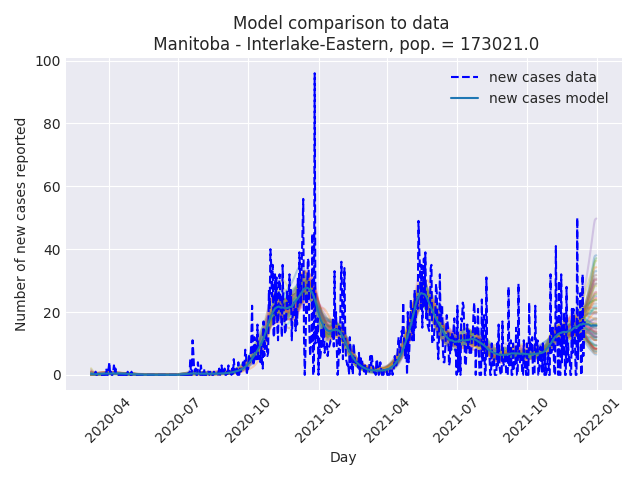 Model comparison to data
Manitoba - Interlake-Eastern, pop. = 173021.0
new cases data
new cases model
Number of new cases reported
100
80
60
40
20
0
2020-04
2020-07
2020-10
2021-01
2021-04
2021-07
2021-10
2022-01
Day